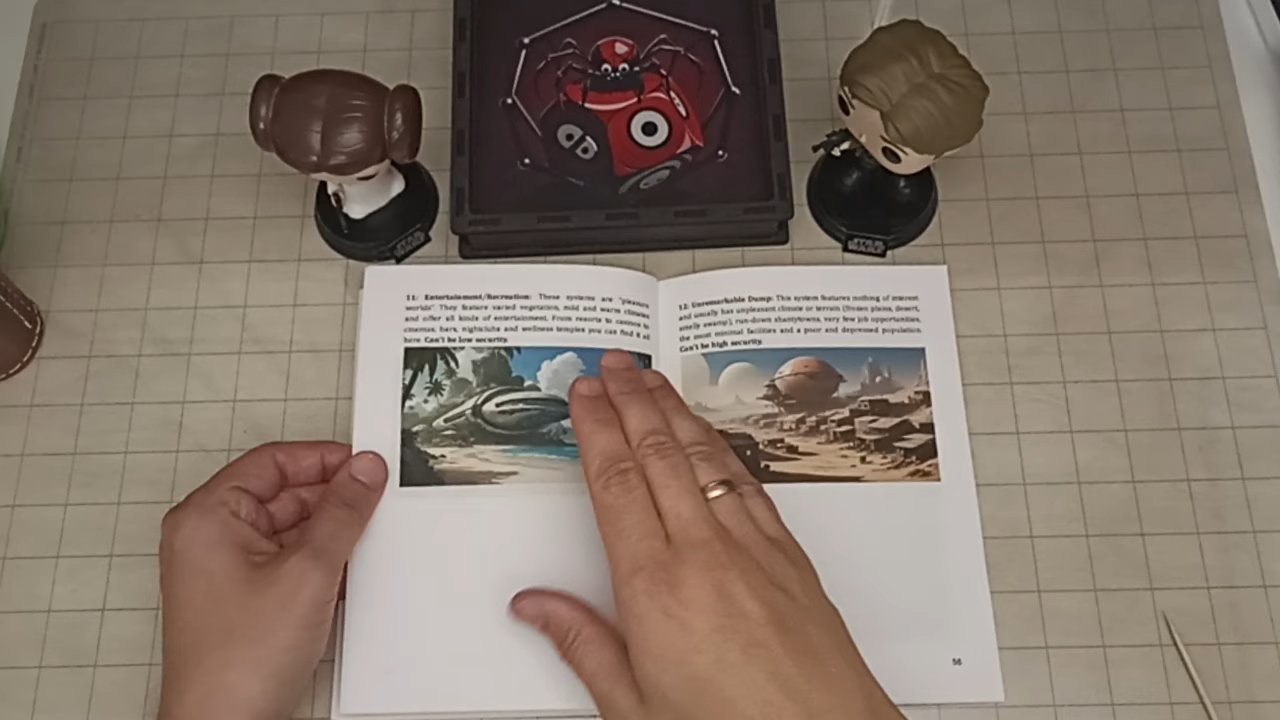 11: Entertainment/Recreation: These systems are "pleasure
worlds". They feature varied vegetation, mild and warm climates
and offer all kinds of entertainment. From resorts to casinos to
cinemas, bars, nightclubs and wellness temples you can find it all
here. Can't be low security.
12: Unremarkable Dump: This system features nothing of interest
and usually has unpleasant climate or terrain (frozen plains, desert,
smelly swamp), run-down shantytowns, very few job opportunities,
the most minimal facilities and a poor and depressed population.
Can't be high security.
56
STAR
WARS
STAR
WARS